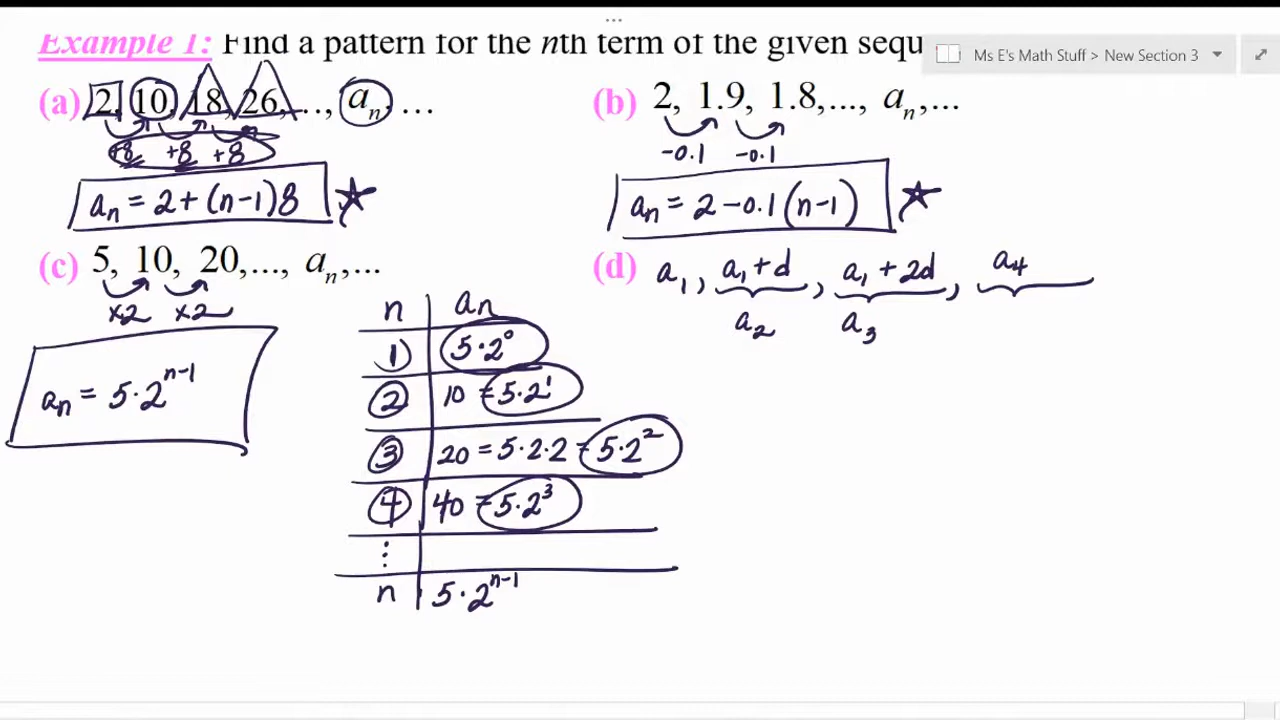 Example 1: Find a pattern for the nth term of the given sequ
Ms E's Math Stuff > New Section 3
(a) 2, 10, 18, 26, ..., aₙ, ...
+8 +8 +8
aₙ = 2 + (n-1)8
(b) 2, 1.9, 1.8,..., aₙ,...
-0.1 -0.1
aₙ = 2 -0.1(n-1)
(c) 5, 10, 20,..., aₙ,...
×2 ×2
aₙ = 5·2ⁿ⁻¹
n aₙ
1 5·2⁰
2 10 = 5·2¹
3 20 = 5·2·2 = 5·2²
4 40 = 5·2³
⋮
n 5·2ⁿ⁻¹
(d) a₁, a₁+d, a₁+2d, a₄
a₂ a₃